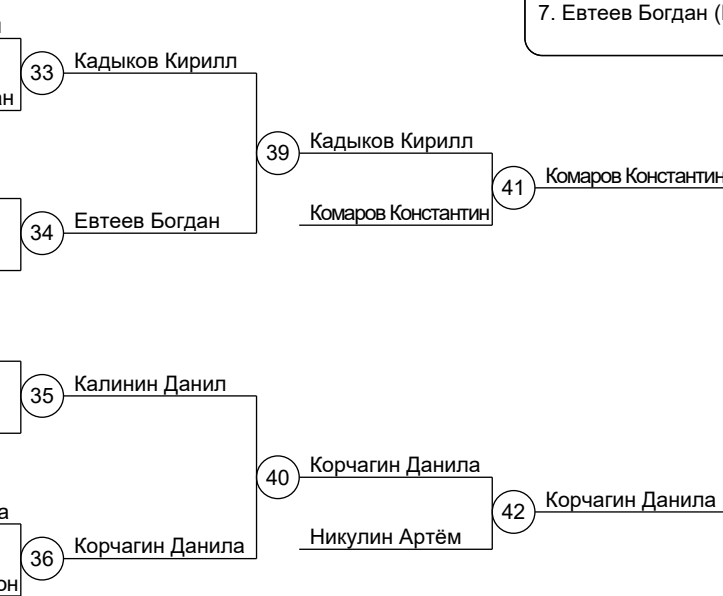 7. Евтеев Богдан (
33
Кадыков Кирилл
39
Кадыков Кирилл
41
Комаров Константин
Комаров Константин
34
Евтеев Богдан
35
Калинин Данил
40
Корчагин Данила
42
Корчагин Данила
Никулин Артём
36
Корчагин Данила